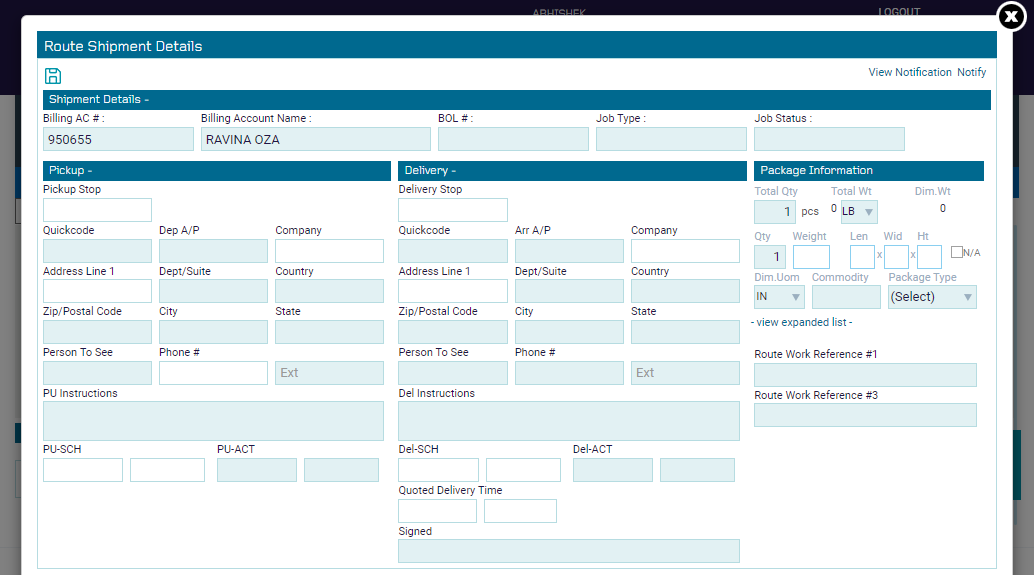 ABHISHEK
LOGOUT
X
Route Shipment Details
View Notification Notify
Shipment Details -
Billing AC # : Billing Account Name : BOL # : Job Type : Job Status :
950655 RAVINA OZA
Pickup - Delivery - Package Information
Pickup Stop Delivery Stop Total Qty Total Wt Dim.Wt
1 pcs 0 LB 0
Quickcode Dep A/P Company Quickcode Arr A/P Company Qty Weight Len Wid Ht
1 x x N/A
Address Line 1 Dept/Suite Country Address Line 1 Dept/Suite Country Dim.Uom Commodity Package Type
IN (Select)
Zip/Postal Code City State Zip/Postal Code City State
- view expanded list -
Person To See Phone # Person To See Phone # Route Work Reference #1
Ext Ext
PU Instructions Del Instructions Route Work Reference #3
PU-SCH PU-ACT Del-SCH Del-ACT
Quoted Delivery Time
Signed